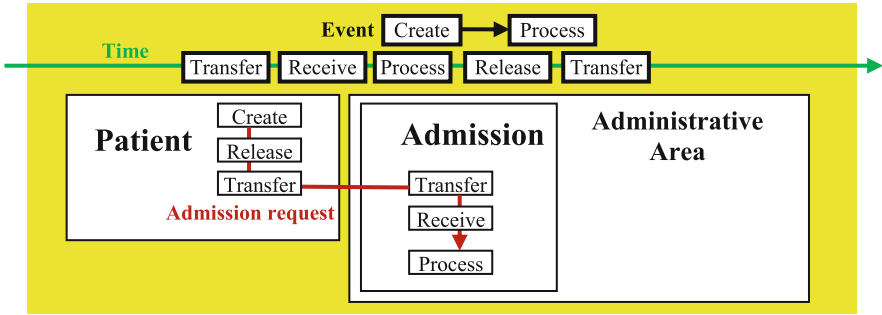 Event Create Process
Time
Transfer Receive Process Release Transfer
Patient
Create
Release
Transfer
Admission request
Admission
Transfer
Receive
Process
Administrative
Area